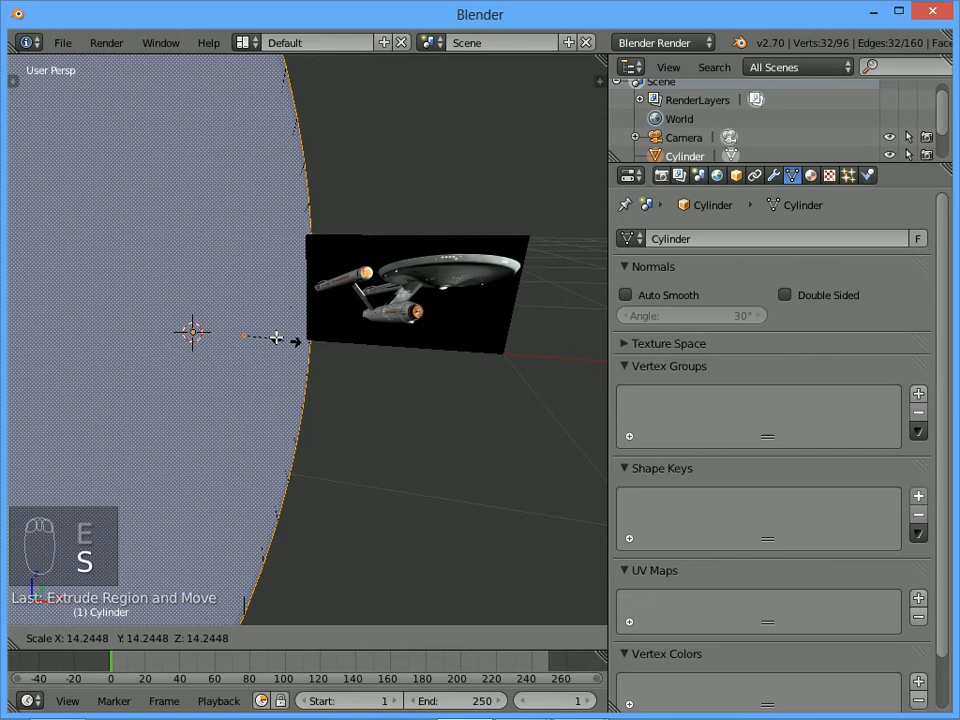 Blender
File Render Window Help Default Scene Blender Render v2.70 | Verts:32/96 | Edges:32/160 | Fac
User Persp
View Search All Scenes
Scene
RenderLayers
World
Camera
Cylinder
Cylinder Cylinder
Cylinder F
Normals
Auto Smooth Double Sided
Angle: 30°
Texture Space
Vertex Groups
Shape Keys
UV Maps
Vertex Colors
E
S
Last: Extrude Region and Move
(1) Cylinder
Scale X: 14.2448 Y: 14.2448 Z: 14.2448
-40 -20 0 20 40 60 80 100 120 140 160 180 200 220 240 260
View Marker Frame Playback Start: 1 End: 250 1